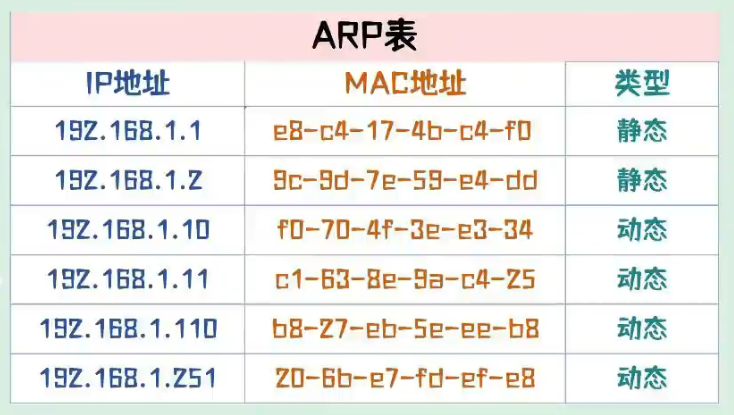 ARP表
IP地址 MAC地址 类型
192.168.1.1 e8-c4-17-4b-c4-f0 静态
192.168.1.2 9c-9d-7e-59-e4-dd 静态
192.168.1.10 f0-70-4f-3e-e3-34 动态
192.168.1.11 c1-63-8e-9a-c4-25 动态
192.168.1.110 b8-27-eb-5e-ee-b8 动态
192.168.1.251 20-6b-e7-fd-ef-e8 动态